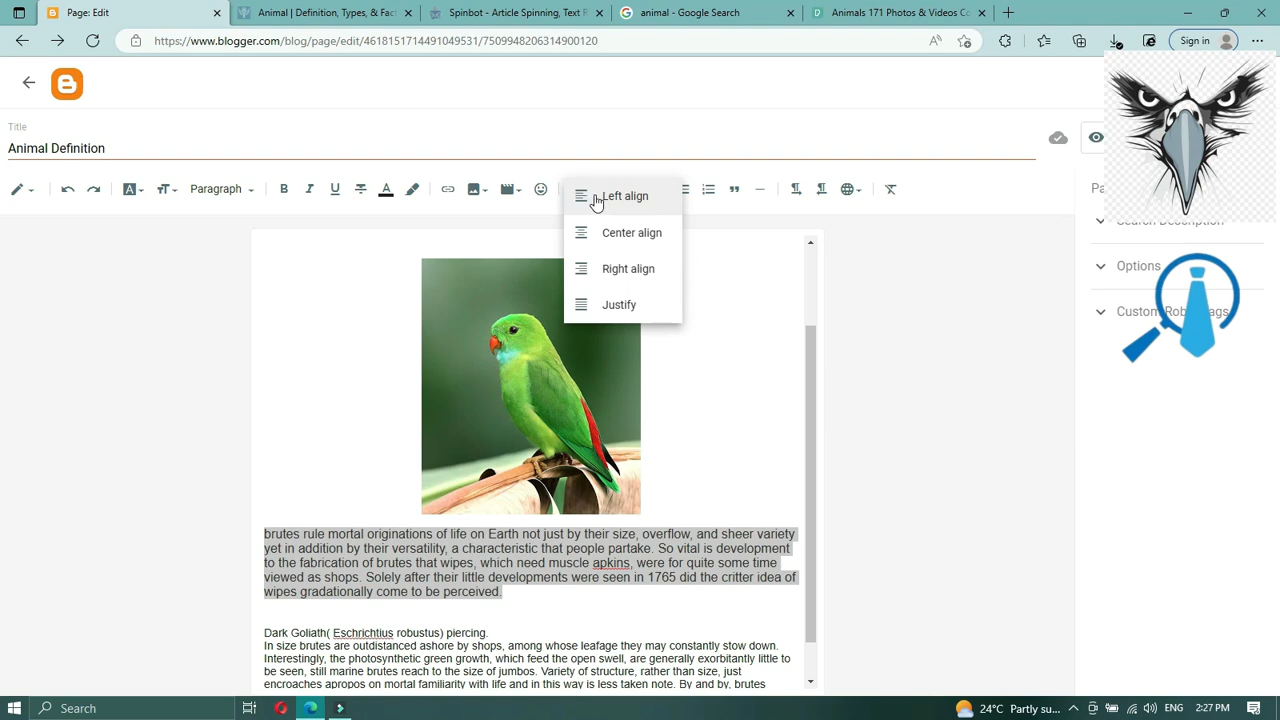 Page: Edit
Animal | Definition, Types, & Fact
Spinbot - Article Spinning, Text R
animal - Google Search
Animals 171 Photos & Videos Co
https://www.blogger.com/blog/page/edit/4618151714491049531/7509948206314900120
Sign in
Title
Animal Definition
Paragraph
B I U A
Left align
Center align
Right align
Justify
Pa
Search Description
Options
Custom Ro Tags
brutes rule mortal originations of life on Earth not just by their size, overflow, and sheer variety
yet in addition by their versatility, a characteristic that people partake. So vital is development
to the fabrication of brutes that wipes, which need muscle apkins, were for quite some time
viewed as shops. Solely after their little developments were seen in 1765 did the critter idea of
wipes gradationally come to be perceived.
Dark Goliath( Eschrichtius robustus) piercing.
In size brutes are outdistanced ashore by shops, among whose leafage they may constantly stow down.
Interestingly, the photosynthetic green growth, which feed the open swell, are generally exorbitantly little to
be seen, still marine brutes reach to the size of jumbos. Variety of structure, rather than size, just
encroaches apropos on mortal familiarity with life and in this way is less taken note. By and by, brutes
Search
24°C Partly su...
ENG
2:27 PM